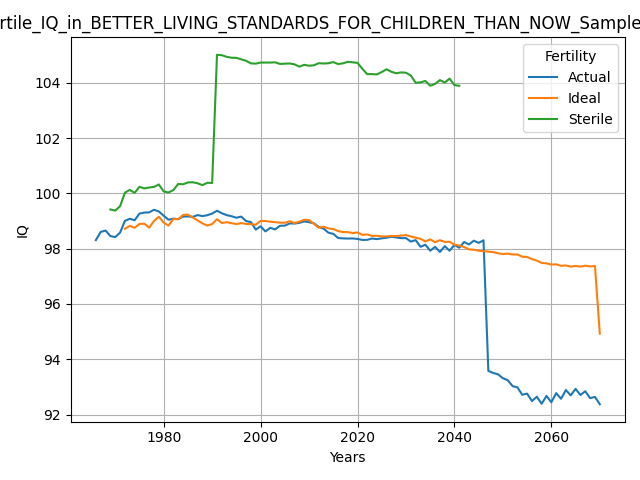 rtile_IQ_in_BETTER_LIVING_STANDARDS_FOR_CHILDREN_THAN_NOW_Sample
Fertility
Actual
Ideal
Sterile
104
102
100
98
96
94
92
IQ
1980 2000 2020 2040 2060
Years